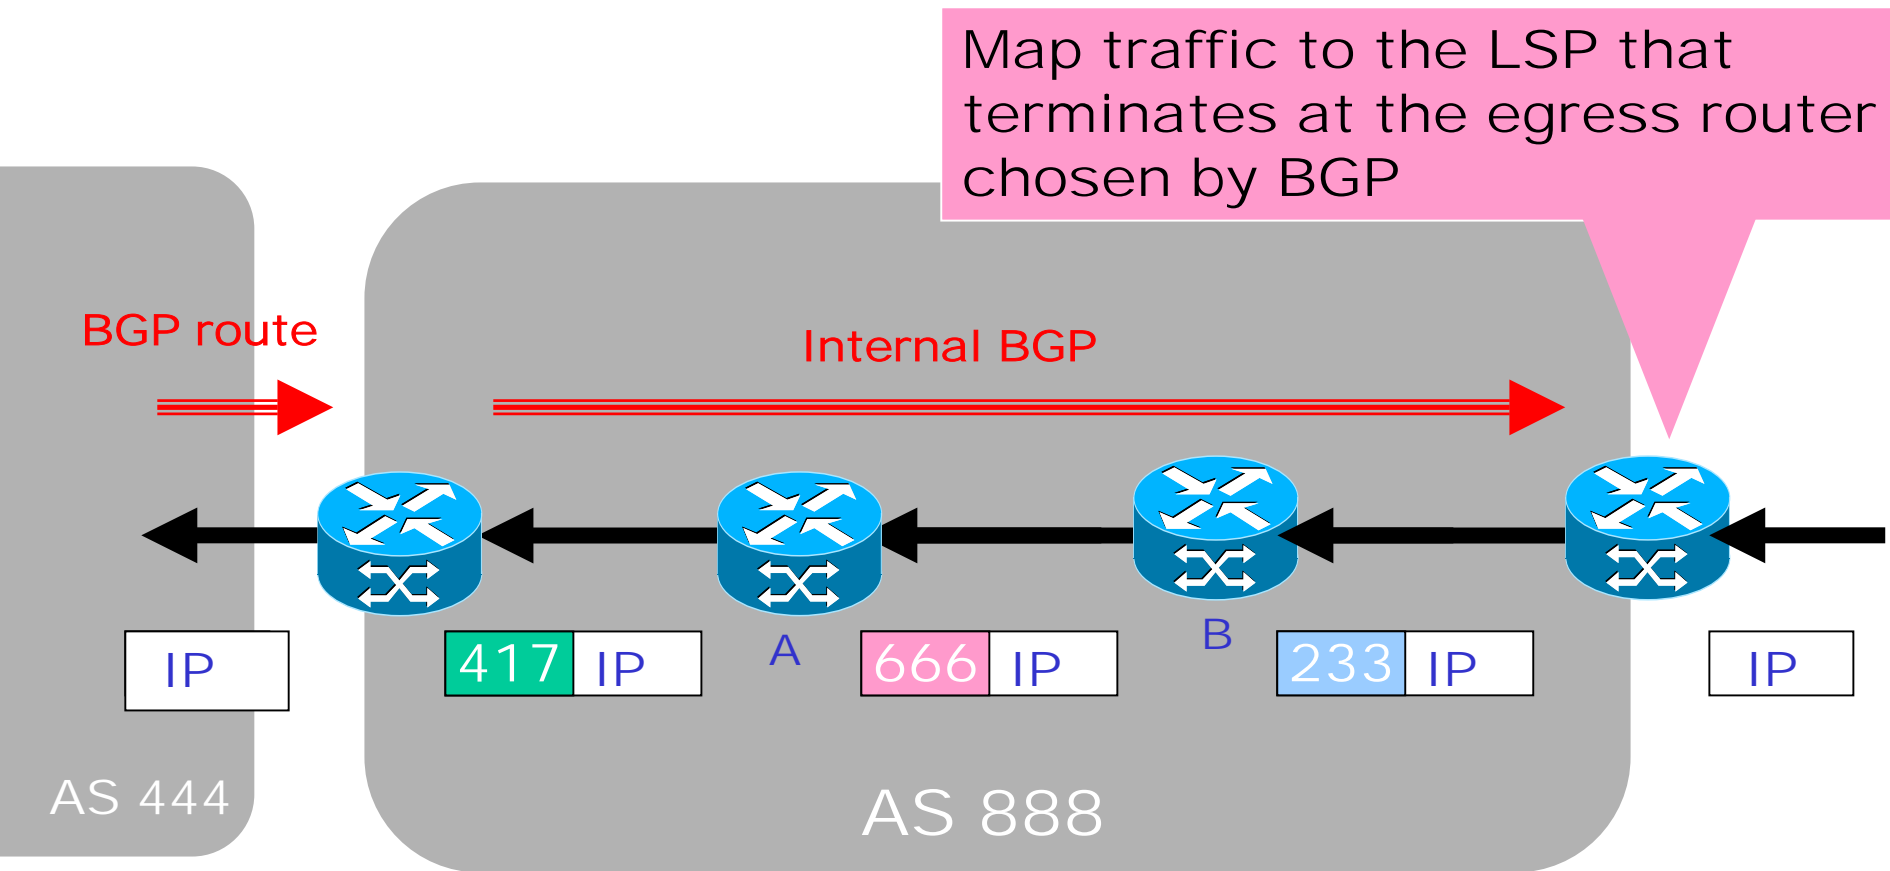 Map traffic to the LSP that
terminates at the egress router
chosen by BGP
BGP route
Internal BGP
IP
417 IP
A
666 IP
B
233 IP
IP
AS 444
AS 888